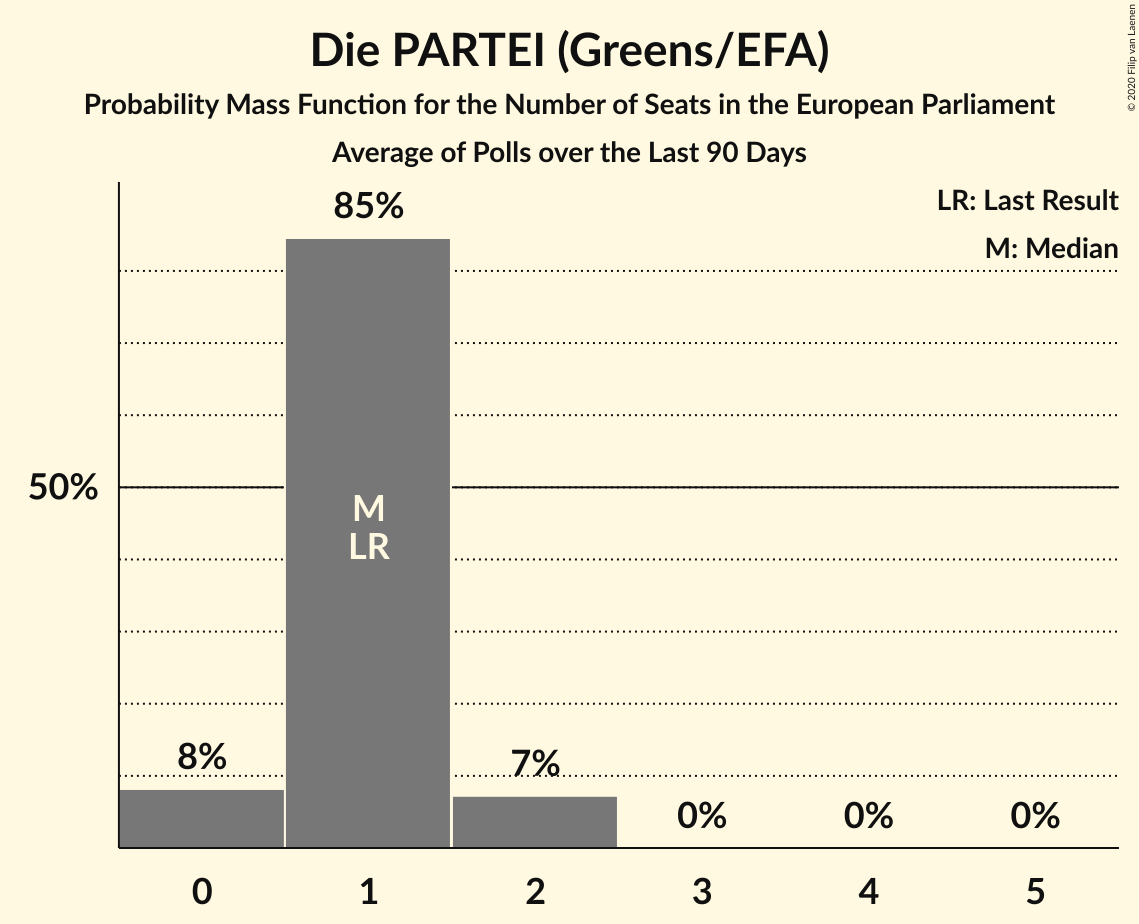 Die PARTEI (Greens/EFA)
Probability Mass Function for the Number of Seats in the European Parliament
Average of Polls over the Last 90 Days
© 2020 Filip van Laenen
LR: Last Result
M: Median
85%
50%
M
LR
8%
7%
0%
0%
0%
0
1
2
3
4
5